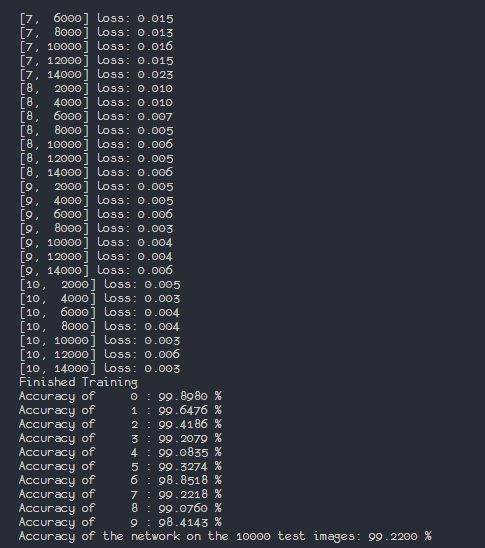 [7,  6000] loss: 0.015
[7,  8000] loss: 0.013
[7, 10000] loss: 0.016
[7, 12000] loss: 0.015
[7, 14000] loss: 0.023
[8,  2000] loss: 0.010
[8,  4000] loss: 0.010
[8,  6000] loss: 0.007
[8,  8000] loss: 0.005
[8, 10000] loss: 0.006
[8, 12000] loss: 0.005
[8, 14000] loss: 0.006
[9,  2000] loss: 0.005
[9,  4000] loss: 0.005
[9,  6000] loss: 0.006
[9,  8000] loss: 0.003
[9, 10000] loss: 0.004
[9, 12000] loss: 0.004
[9, 14000] loss: 0.006
[10,  2000] loss: 0.005
[10,  4000] loss: 0.003
[10,  6000] loss: 0.004
[10,  8000] loss: 0.004
[10, 10000] loss: 0.003
[10, 12000] loss: 0.006
[10, 14000] loss: 0.003
Finished Training
Accuracy of     0 : 99.8980 %
Accuracy of     1 : 99.6476 %
Accuracy of     2 : 99.4186 %
Accuracy of     3 : 99.2079 %
Accuracy of     4 : 99.0835 %
Accuracy of     5 : 99.3274 %
Accuracy of     6 : 98.8518 %
Accuracy of     7 : 99.2218 %
Accuracy of     8 : 99.0760 %
Accuracy of     9 : 98.4143 %
Accuracy of the network on the 10000 test images: 99.2200 %